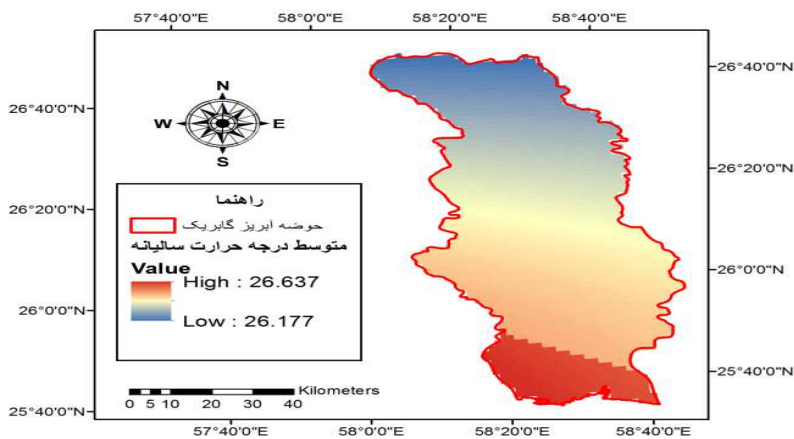 57°40'0"E 58°0'0"E 58°20'0"E 58°40'0"E
26°40'0"N
26°40'0"N
N
W E
S
26°20'0"N
راهنما
26°20'0"N
حوضه آبریز گابریک
متوسط درجه حرارت سالیانه
Value
High : 26.637
26°0'0"N
Low : 26.177
26°0'0"N
25°40'0"N
Kilometers
0 5 10 20 30 40
25°40'0"N
57°40'0"E 58°0'0"E 58°20'0"E 58°40'0"E